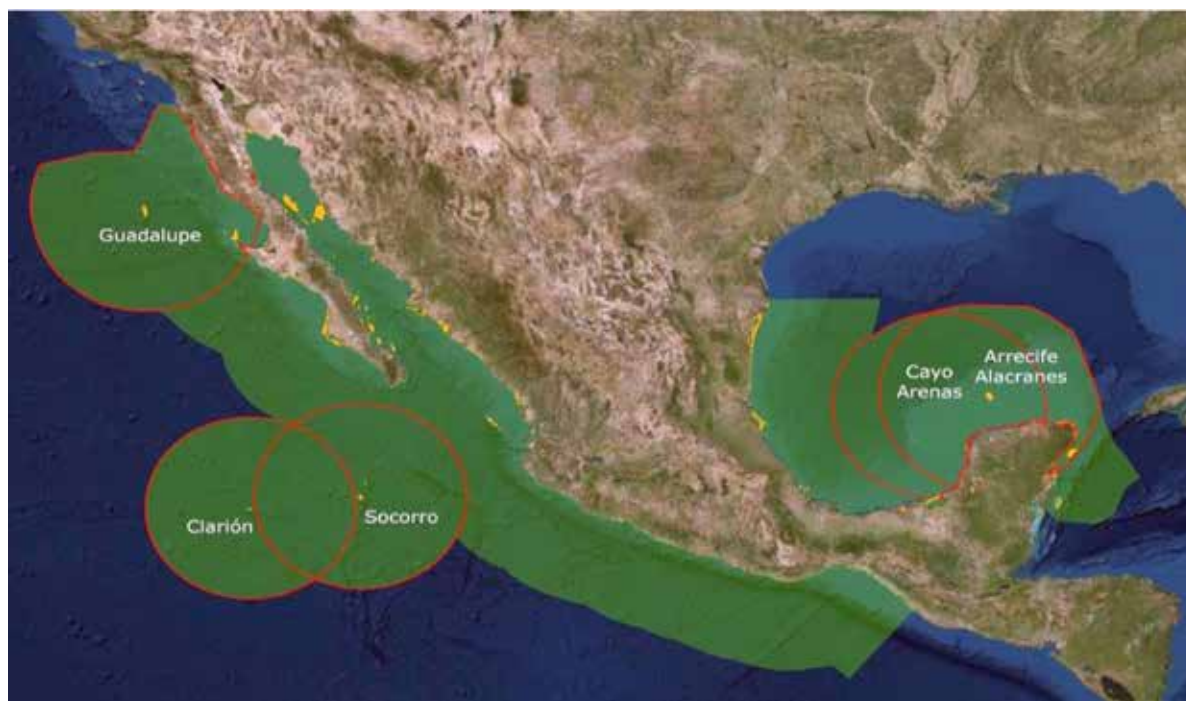 Guadalupe
Clarión
Socorro
Cayo
Arenas
Arrecife
Alacranes